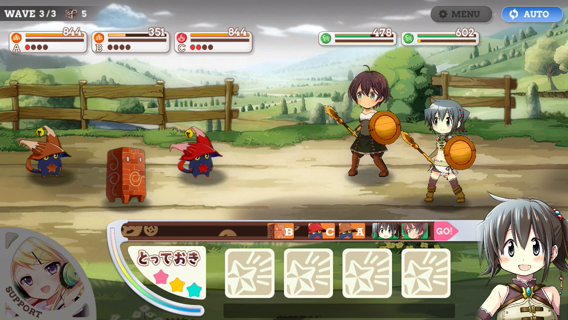 WAVE 3/3 5 MENU AUTO
844 351 844 478 602
A B C
B C A GO!
とっておき
SUPPORT